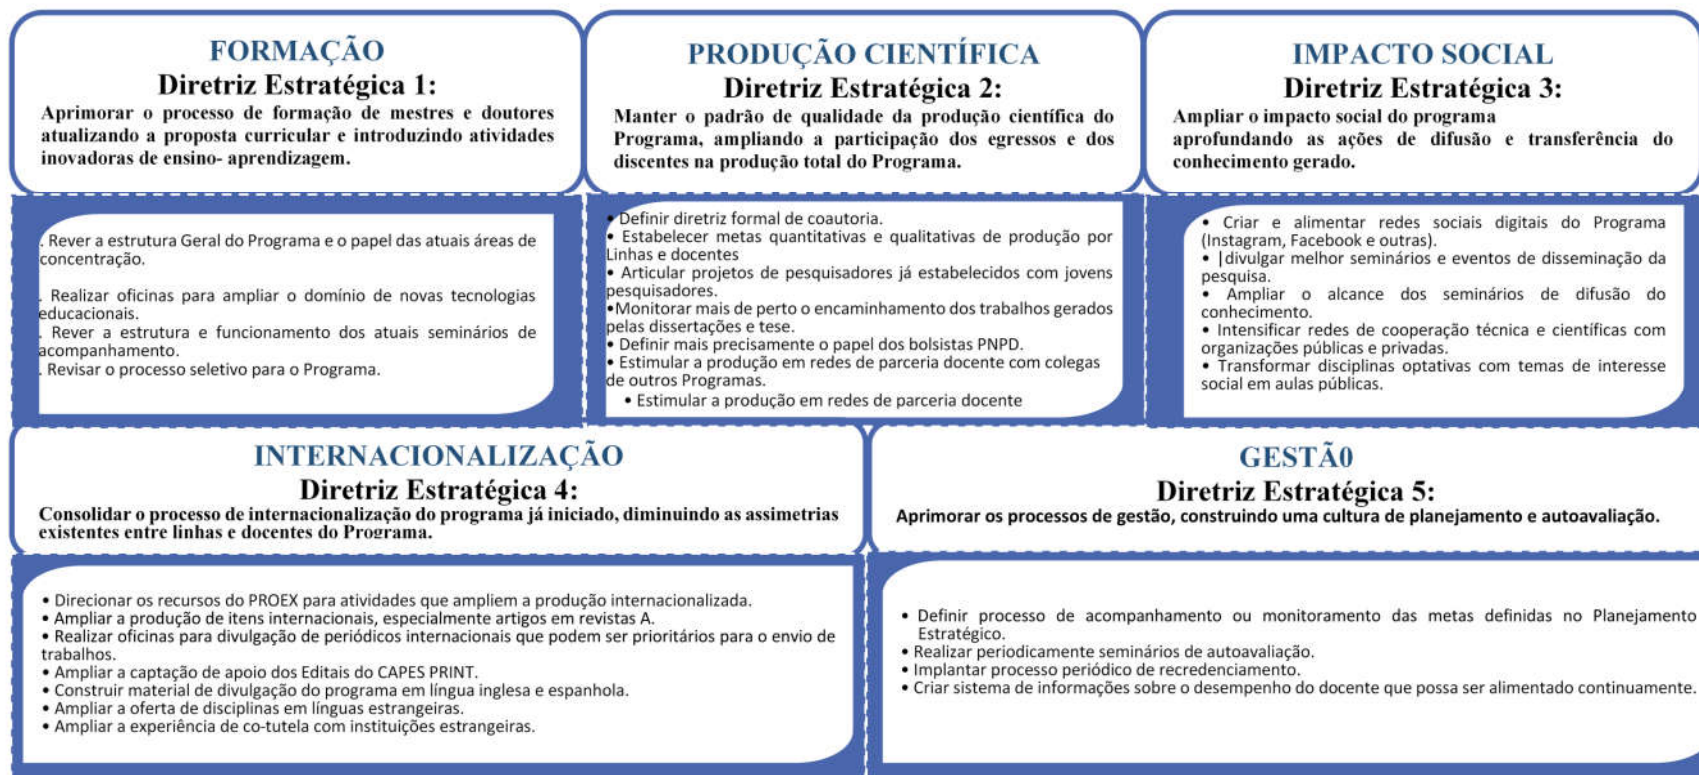 FORMAÇÃO
Diretriz Estratégica 1:
Aprimorar o processo de formação de mestres e doutores
atualizando a proposta curricular e introduzindo atividades
inovadoras de ensino- aprendizagem.
. Rever a estrutura Geral do Programa e o papel das atuais áreas de
concentração.
. Realizar oficinas para ampliar o domínio de novas tecnologias
educacionais.
. Rever a estrutura e funcionamento dos atuais seminários de
acompanhamento.
. Revisar o processo seletivo para o Programa.
PRODUÇÃO CIENTÍFICA
Diretriz Estratégica 2:
Manter o padrão de qualidade da produção científica do
Programa, ampliando a participação dos egressos e dos
discentes na produção total do Programa.
• Definir diretriz formal de coautoria.
• Estabelecer metas quantitativas e qualitativas de produção por
Linhas e docentes
• Articular projetos de pesquisadores já estabelecidos com jovens
pesquisadores.
•Monitorar mais de perto o encaminhamento dos trabalhos gerados
pelas dissertações e tese.
• Definir mais precisamente o papel dos bolsistas PNPD.
• Estimular a produção em redes de parceria docente com colegas
de outros Programas.
• Estimular a produção em redes de parceria docente
IMPACTO SOCIAL
Diretriz Estratégica 3:
Ampliar o impacto social do programa
aprofundando as ações de difusão e transferência do
conhecimento gerado.
• Criar e alimentar redes sociais digitais do Programa
(Instagram, Facebook e outras).
• |divulgar melhor seminários e eventos de disseminação da
pesquisa.
• Ampliar o alcance dos seminários de difusão do
conhecimento.
• Intensificar redes de cooperação técnica e científicas com
organizações públicas e privadas.
• Transformar disciplinas optativas com temas de interesse
social em aulas públicas.
INTERNACIONALIZAÇÃO
Diretriz Estratégica 4:
Consolidar o processo de internacionalização do programa já iniciado, diminuindo as assimetrias
existentes entre linhas e docentes do Programa.
• Direcionar os recursos do PROEX para atividades que ampliem a produção internacionalizada.
• Ampliar a produção de itens internacionais, especialmente artigos em revistas A.
• Realizar oficinas para divulgação de periódicos internacionais que podem ser prioritários para o envio de
trabalhos.
• Ampliar a captação de apoio dos Editais do CAPES PRINT.
• Construir material de divulgação do programa em língua inglesa e espanhola.
• Ampliar a oferta de disciplinas em línguas estrangeiras.
• Ampliar a experiência de co-tutela com instituições estrangeiras.
GESTÃ0
Diretriz Estratégica 5:
Aprimorar os processos de gestão, construindo uma cultura de planejamento e autoavaliação.
• Definir processo de acompanhamento ou monitoramento das metas definidas no Planejamento
Estratégico.
• Realizar periodicamente seminários de autoavaliação.
• Implantar processo periódico de recredenciamento.
• Criar sistema de informações sobre o desempenho do docente que possa ser alimentado continuamente.